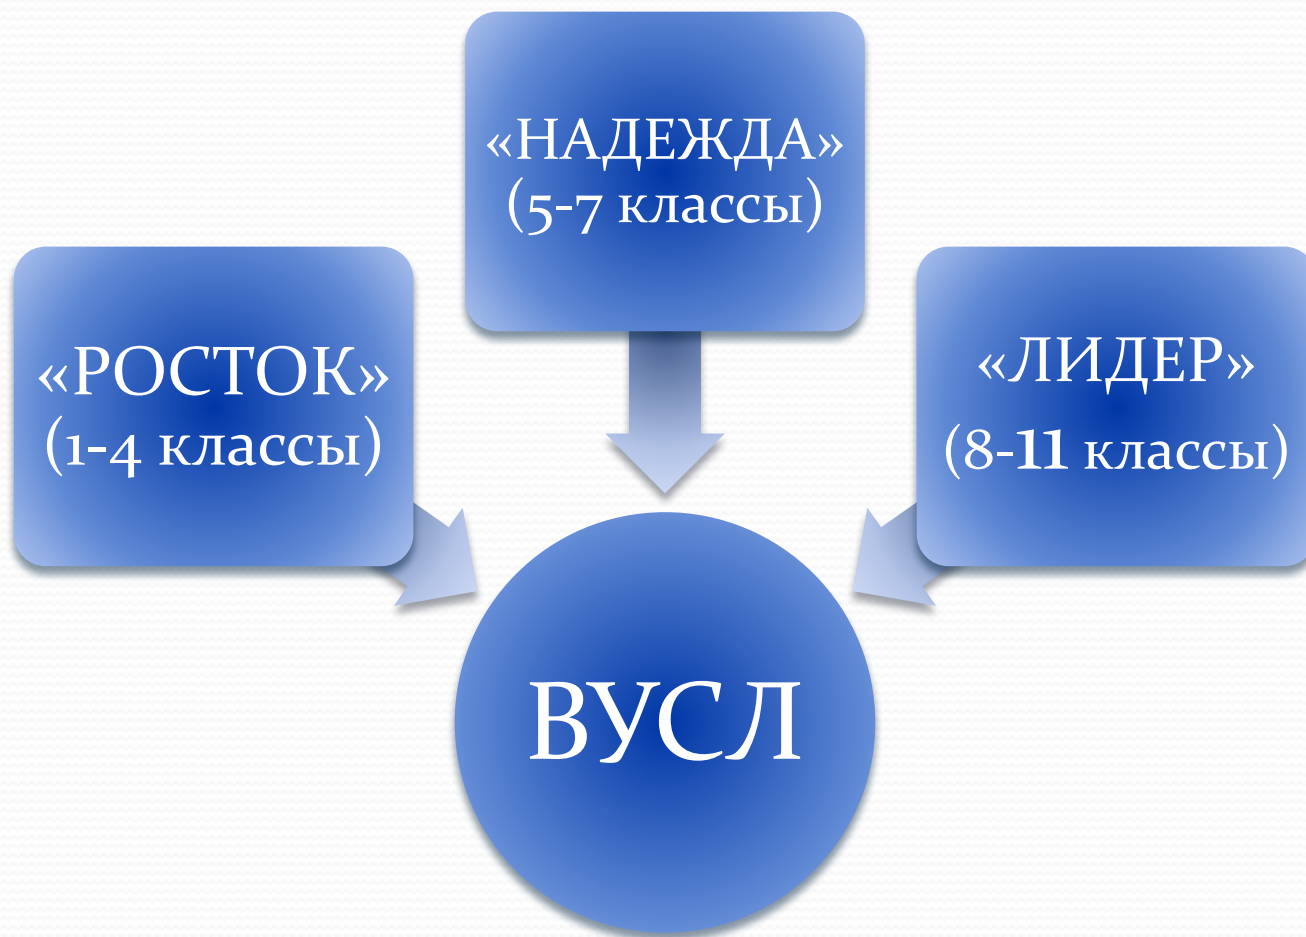 «НАДЕЖДА»
(5-7 классы)
«РОСТОК»
(1-4 классы)
«ЛИДЕР»
(8-11 классы)
ВУСЛ